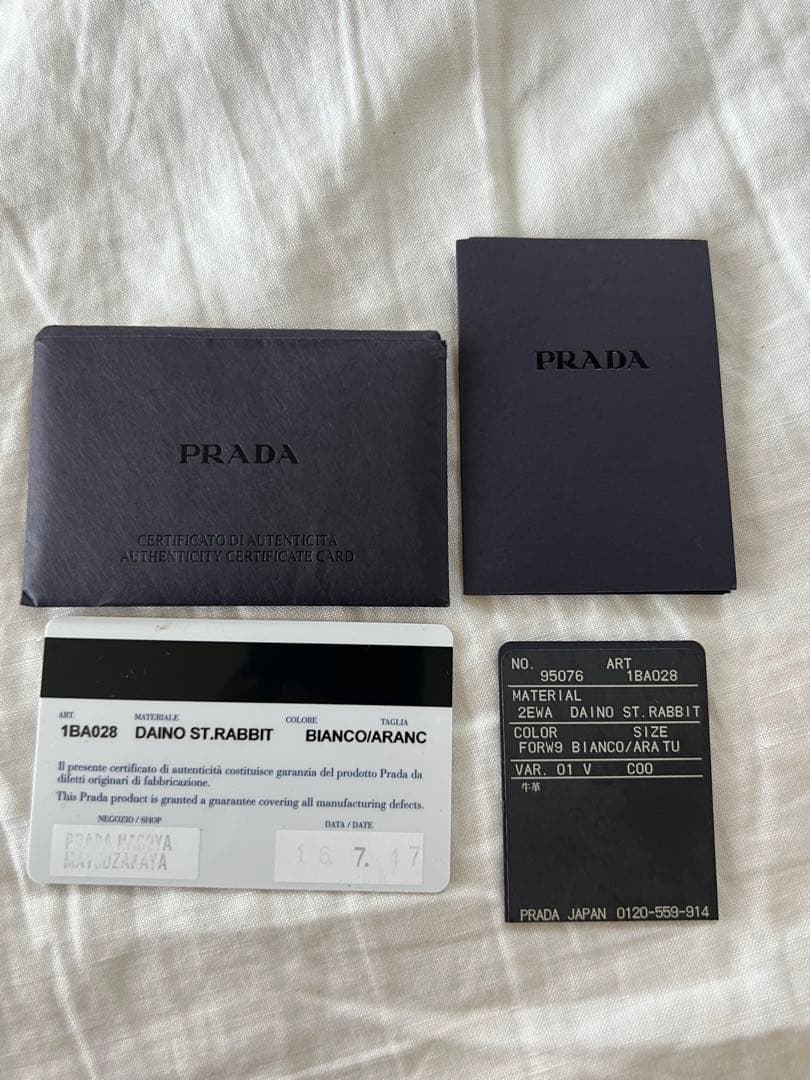 PRADA
CERTIFICATO DI AUTENTICITÀ
AUTHENTICITY CERTIFICATE CARD
PRADA
ART. MATERIALE COLORE TAGLIA
1BA028 DAINO ST.RABBIT BIANCO/ARANC
Il presente certificato di autenticità costituisce garanzia del prodotto Prada da
difetti originari di fabbricazione.
This Prada product is granted a guarantee covering all manufacturing defects.
NEGOZIO / SHOP DATA / DATE
PRADA NAGOYA
MATSUZAKAYA
16. 7. 17
NO. ART
95076 1BA028
MATERIAL
2EWA DAINO ST.RABBIT
COLOR SIZE
F0RW9 BIANCO/ARA TU
VAR. 01 V C00
牛革
PRADA JAPAN 0120-559-914